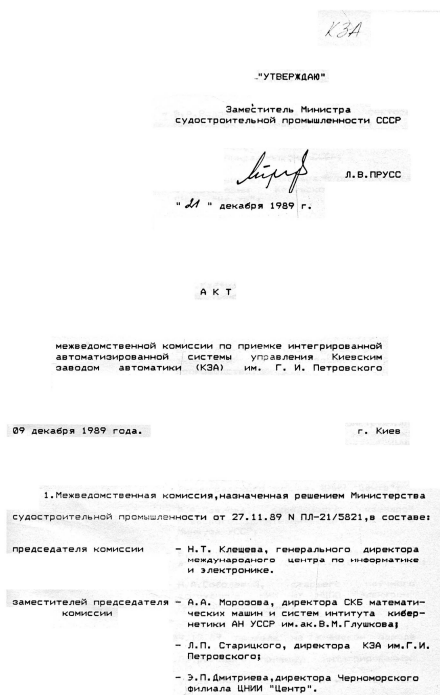 КЗА
"УТВЕРЖДАЮ"
Заместитель Министра
судостроительной промышленности СССР
Л.В.ПРУСС
"21" декабря 1989 г.
А К Т
межведомственной комиссии по приемке интегрированной
автоматизированной системы управления Киевским
заводом автоматики (КЗА) им. Г. И. Петровского
09 декабря 1989 года. г. Киев
1.Межведомственная комиссия,назначенная решением Министерства
судостроительной промышленности от 27.11.89 N ПЛ-21/5821,в составе:
председателя комиссии - Н.Т. Клещева, генерального директора
международного центра по информатике
и электронике.
заместителей председателя - А.А. Морозова, директора СКБ математи-
комиссии ческих машин и систем интитута кибер-
нетики АН УССР им.ак.В.М.Глушкова;
- Л.П. Старицкого, директора КЗА им.Г.И.
Петровского;
- Э.П.Дмитриева,директора Черноморского
филиала ЦНИИ "Центр".